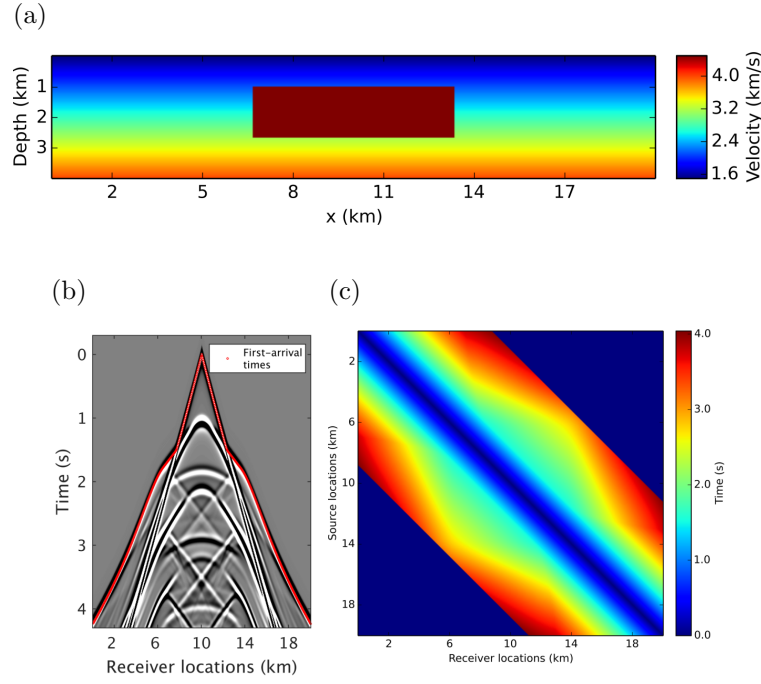 (a)
Depth (km)
1
2
3
2
5
8
11
14
17
x (km)
4.0
3.2
2.4
1.6
Velocity (km/s)
(b)
First-arrival
times
Time (s)
0
1
2
3
4
2
6
10
14
18
Receiver locations (km)
(c)
Source locations (km)
2
6
10
14
18
2
6
10
14
18
Receiver locations (km)
4.0
3.0
2.0
1.0
0.0
Time (s)